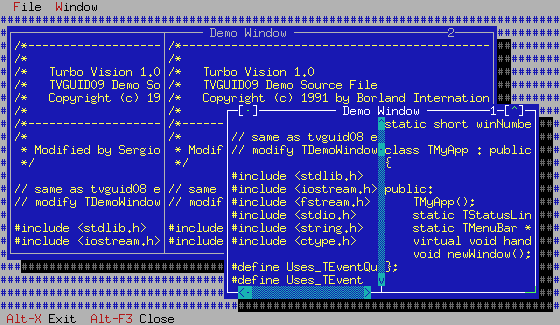 File  Window
Demo Window 2
/*---------------
/*
/*   Turbo Vision 1.0
/*   TVGUID09 Demo So
/*   Copyright (c) 19
/*
/*---------------
/*
 * Modified by Sergio
 */
// same as tvguid08 e
// modify TDemoWindow
#include <stdlib.h>
#include <iostream.h>
/*---------------
/*
/*   Turbo Vision 1.0
/*   TVGUID09 Demo Source File
/*   Copyright (c) 1991 by Borland Internation
/*
/*---------------
/*
 * Modif
 */
// same
// modif
#include
#include
Demo Window 1
// same as tvguid08 e
// modify TDemoWindow
#include <stdlib.h>
#include <iostream.h>
#include <fstream.h>
#include <stdio.h>
#include <string.h>
#include <ctype.h>
#define Uses_TEventQu
#define Uses_TEvent
static short winNumbe
class TMyApp : public
{
public:
    TMyApp();
    static TStatusLin
    static TMenuBar *
    virtual void hand
    void newWindow();
};
Alt-X Exit  Alt-F3 Close